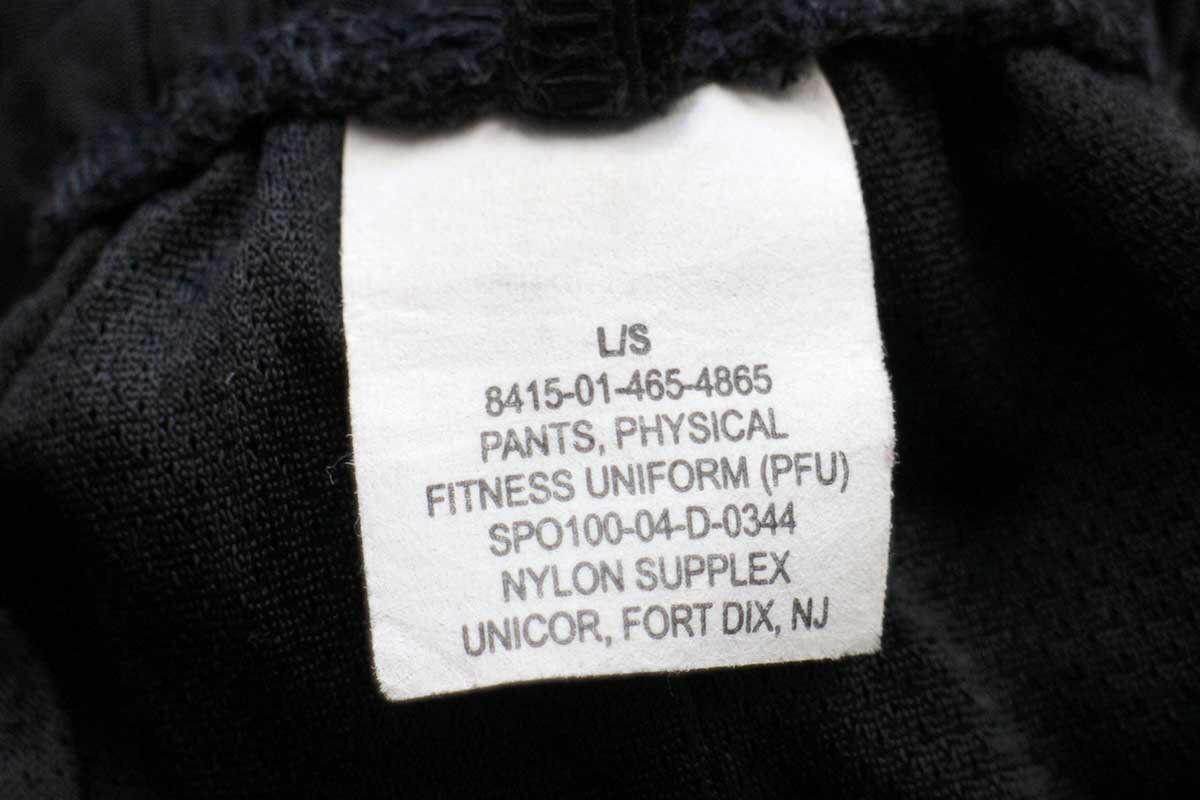 L/S
8415-01-465-4865
PANTS, PHYSICAL
FITNESS UNIFORM (PFU)
SPO100-04-D-0344
NYLON SUPPLEX
UNICOR, FORT DIX, NJ